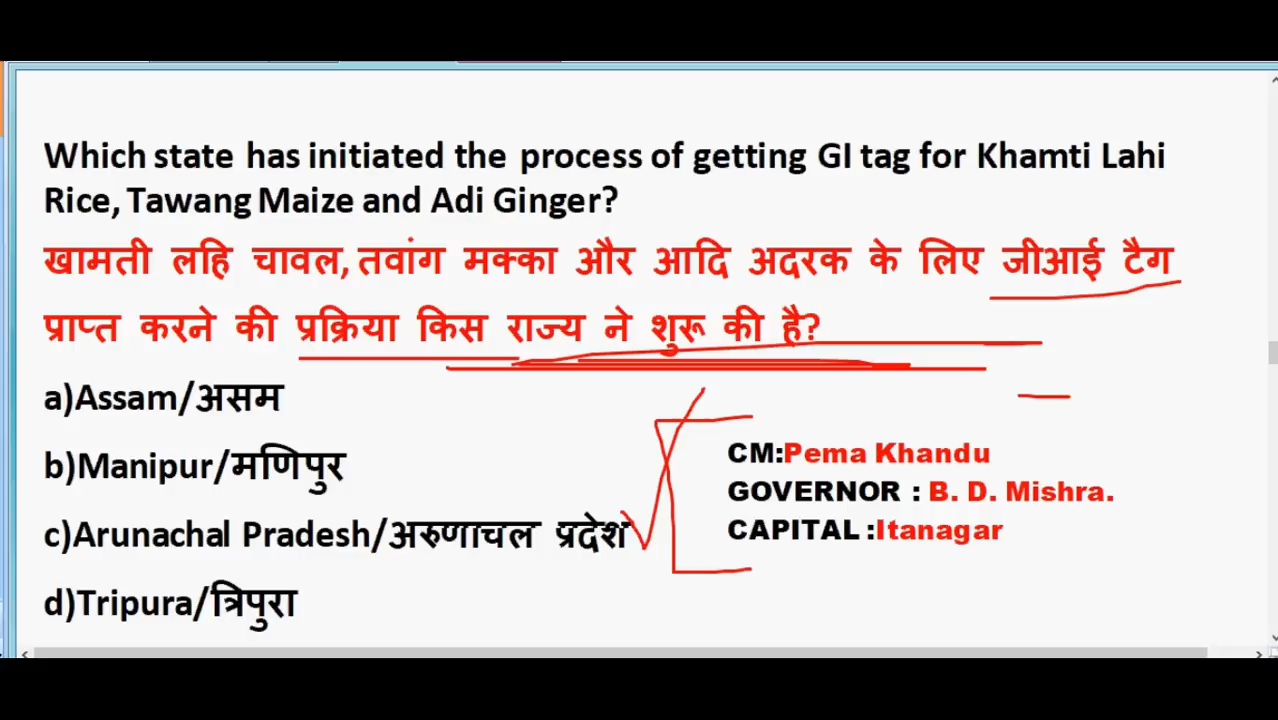 Which state has initiated the process of getting GI tag for Khamti Lahi
Rice, Tawang Maize and Adi Ginger?
खामती लहि चावल, तवांग मक्का और आदि अदरक के लिए जीआई टैग
प्राप्त करने की प्रक्रिया किस राज्य ने शुरू की है?
a)Assam/असम
b)Manipur/मणिपुर
c)Arunachal Pradesh/अरुणाचल प्रदेश
d)Tripura/त्रिपुरा
CM:Pema Khandu
GOVERNOR : B. D. Mishra.
CAPITAL :Itanagar